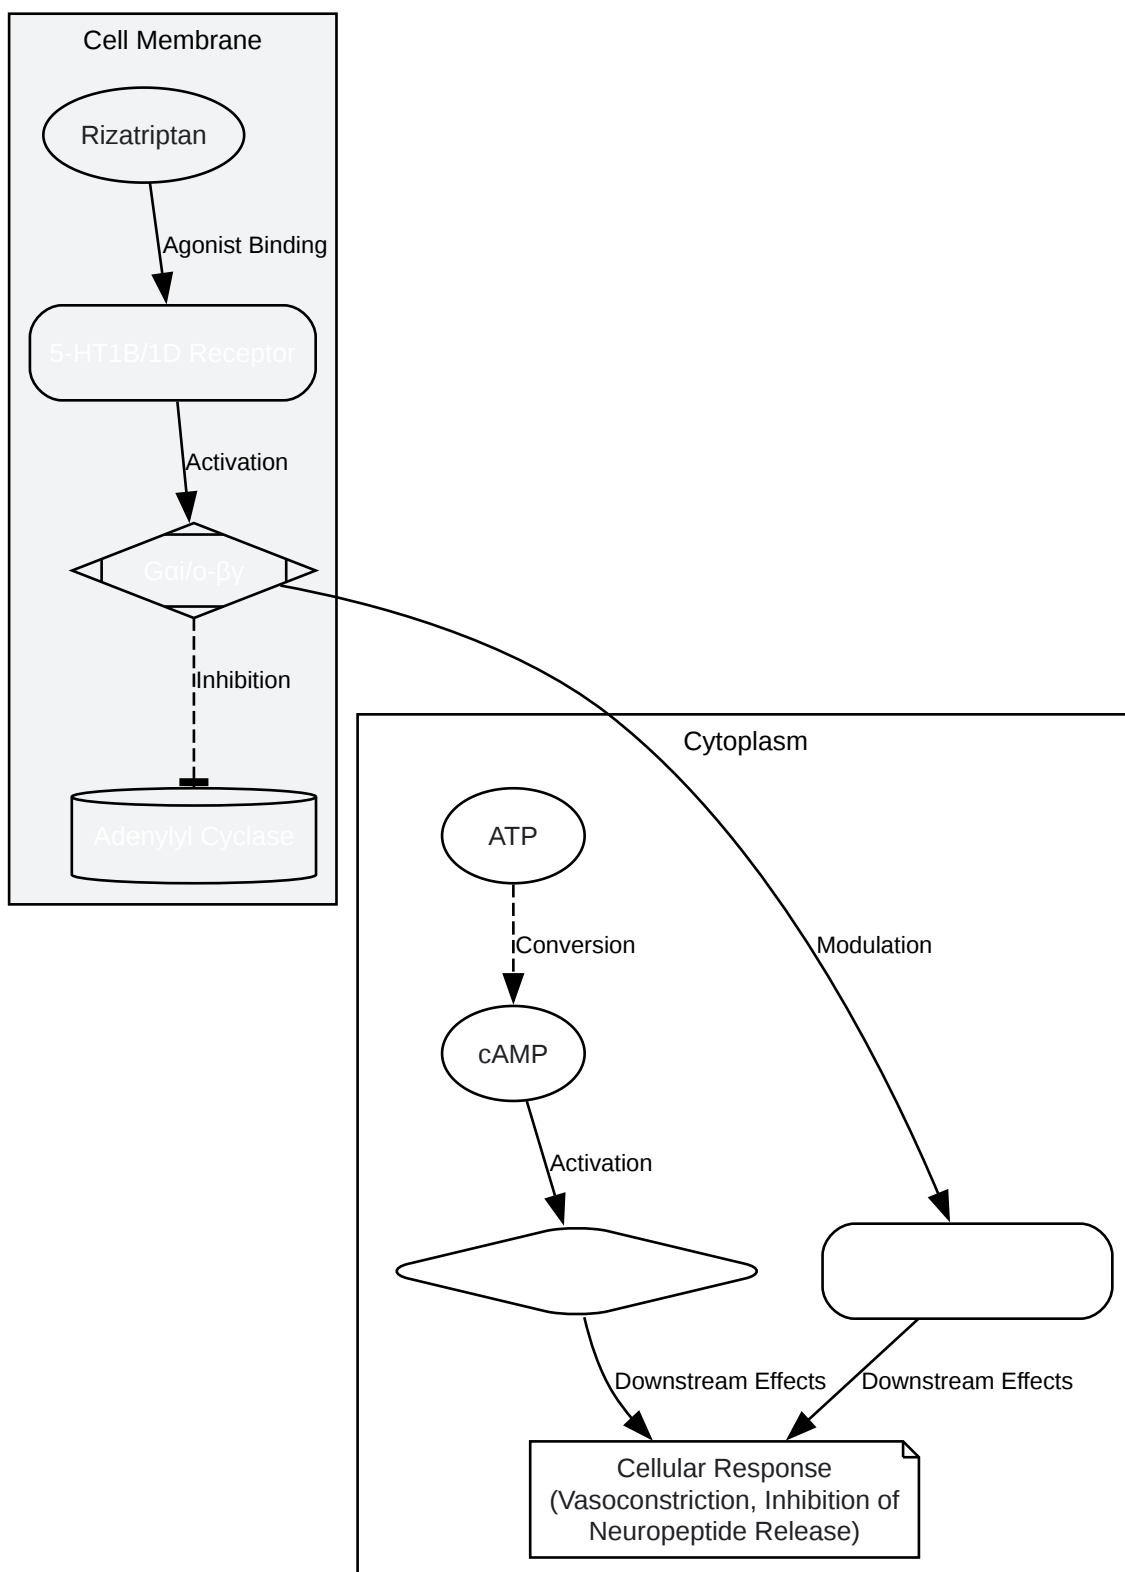 Cell Membrane
Rizatriptan
Agonist Binding
5-HT1B/1D Receptor
Activation
Gαi/o-βγ
Inhibition
Adenylyl Cyclase
Cytoplasm
ATP
Conversion
Modulation
cAMP
Activation
Downstream Effects
Downstream Effects
Cellular Response
(Vasoconstriction, Inhibition of
Neuropeptide Release)